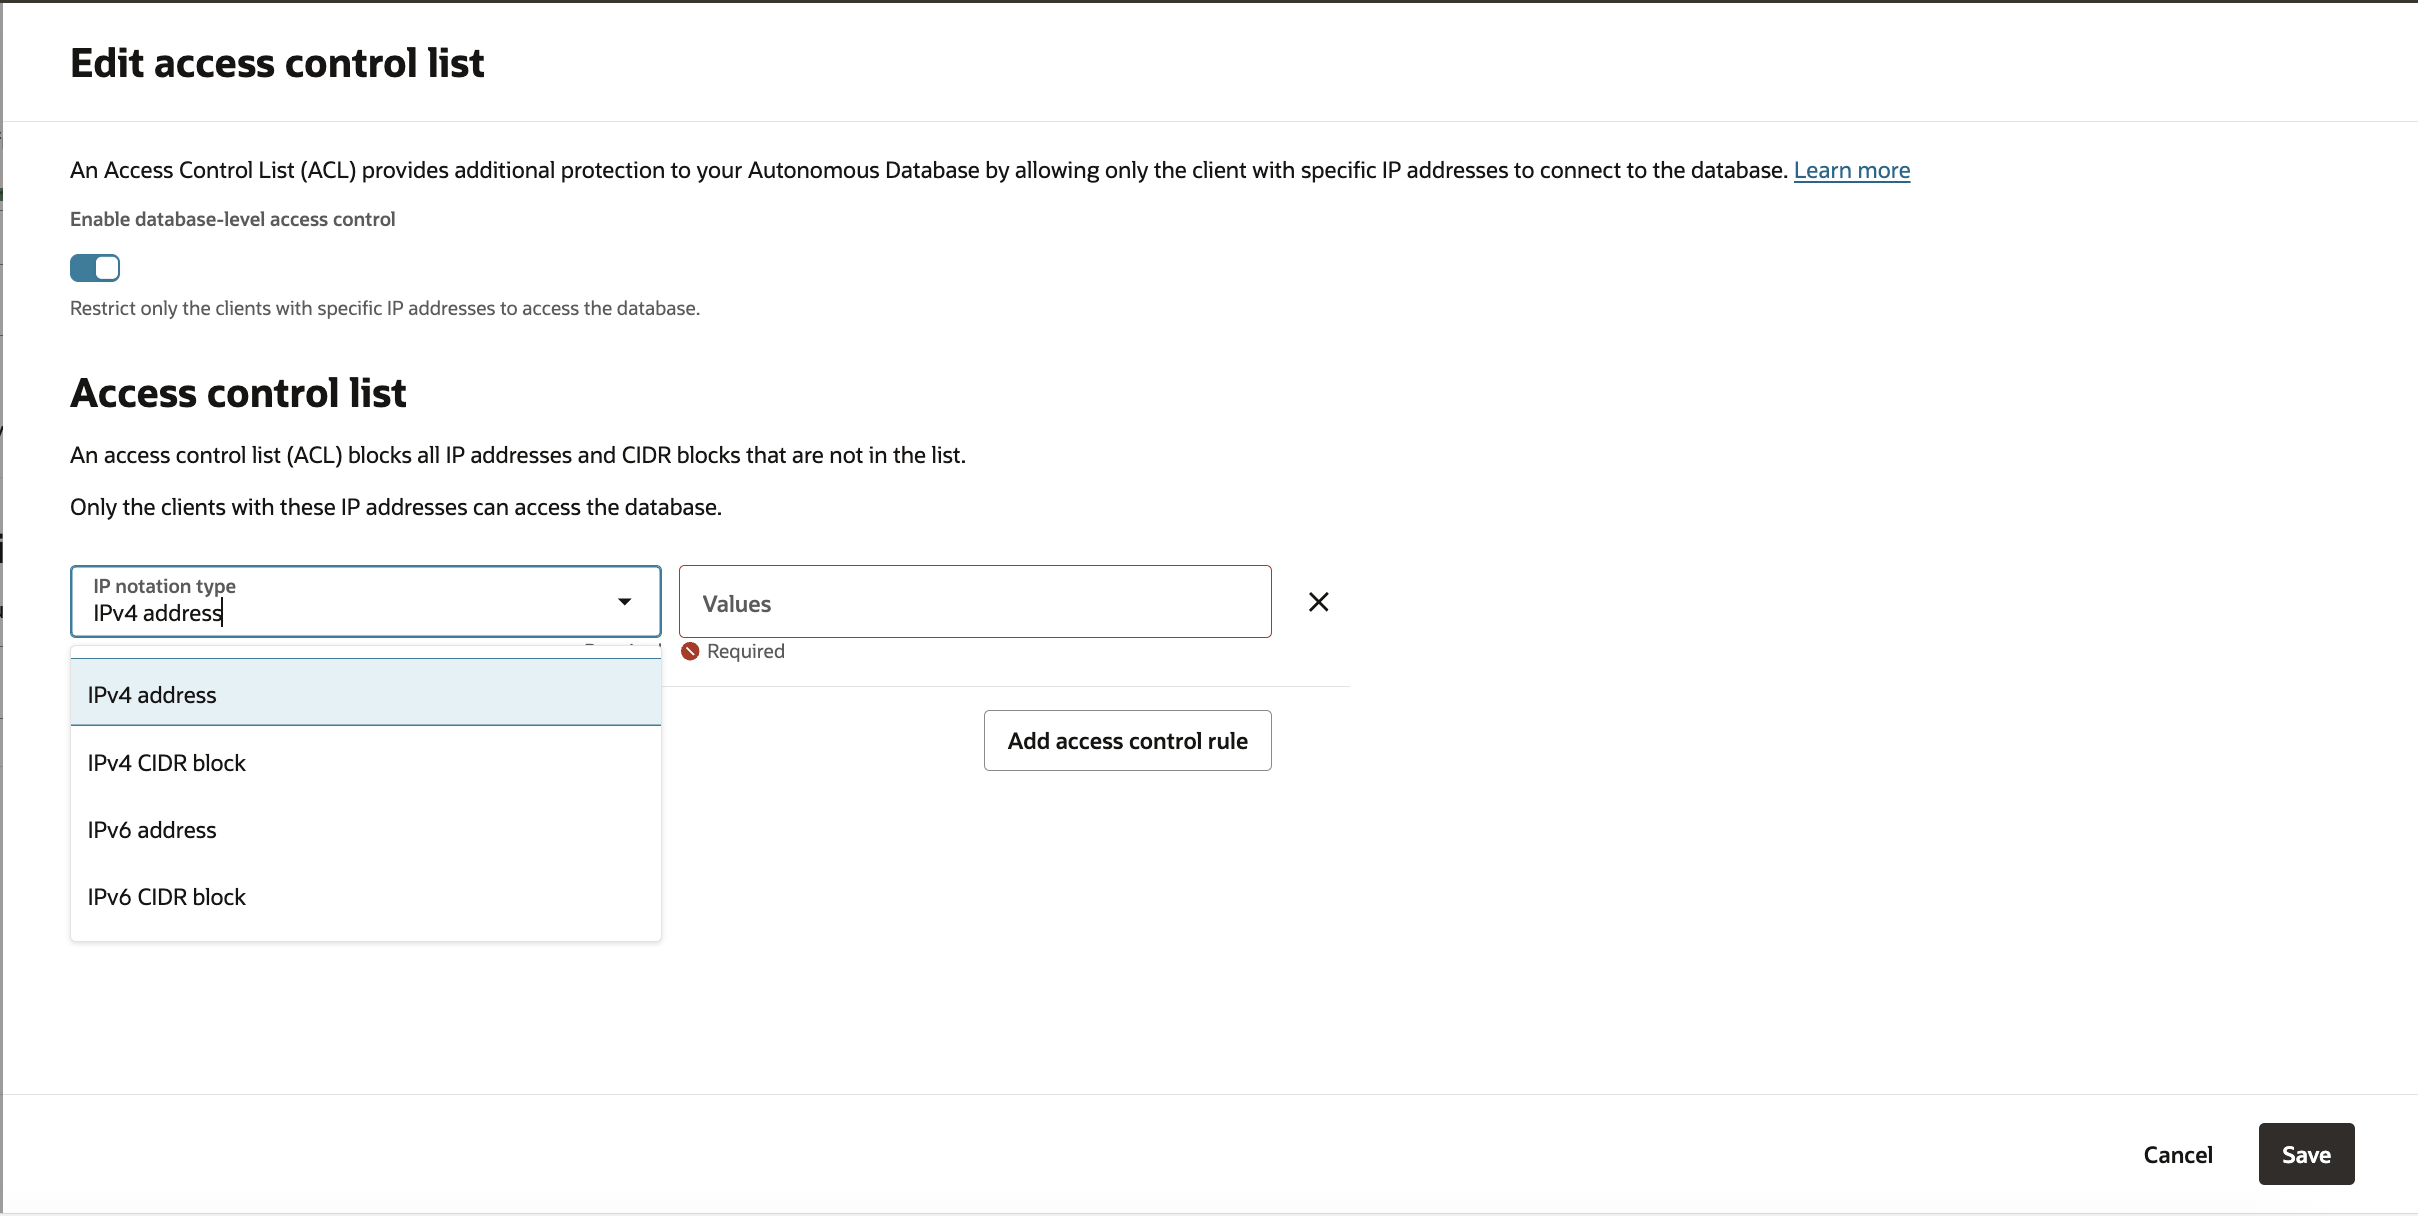 Edit access control list
An Access Control List (ACL) provides additional protection to your Autonomous Database by allowing only the client with specific IP addresses to connect to the database. Learn more
Enable database-level access control
Restrict only the clients with specific IP addresses to access the database.
Access control list
An access control list (ACL) blocks all IP addresses and CIDR blocks that are not in the list.
Only the clients with these IP addresses can access the database.
IP notation type
IPv4 address
Values
Required
IPv4 address
IPv4 CIDR block
IPv6 address
IPv6 CIDR block
Add access control rule
Cancel
Save